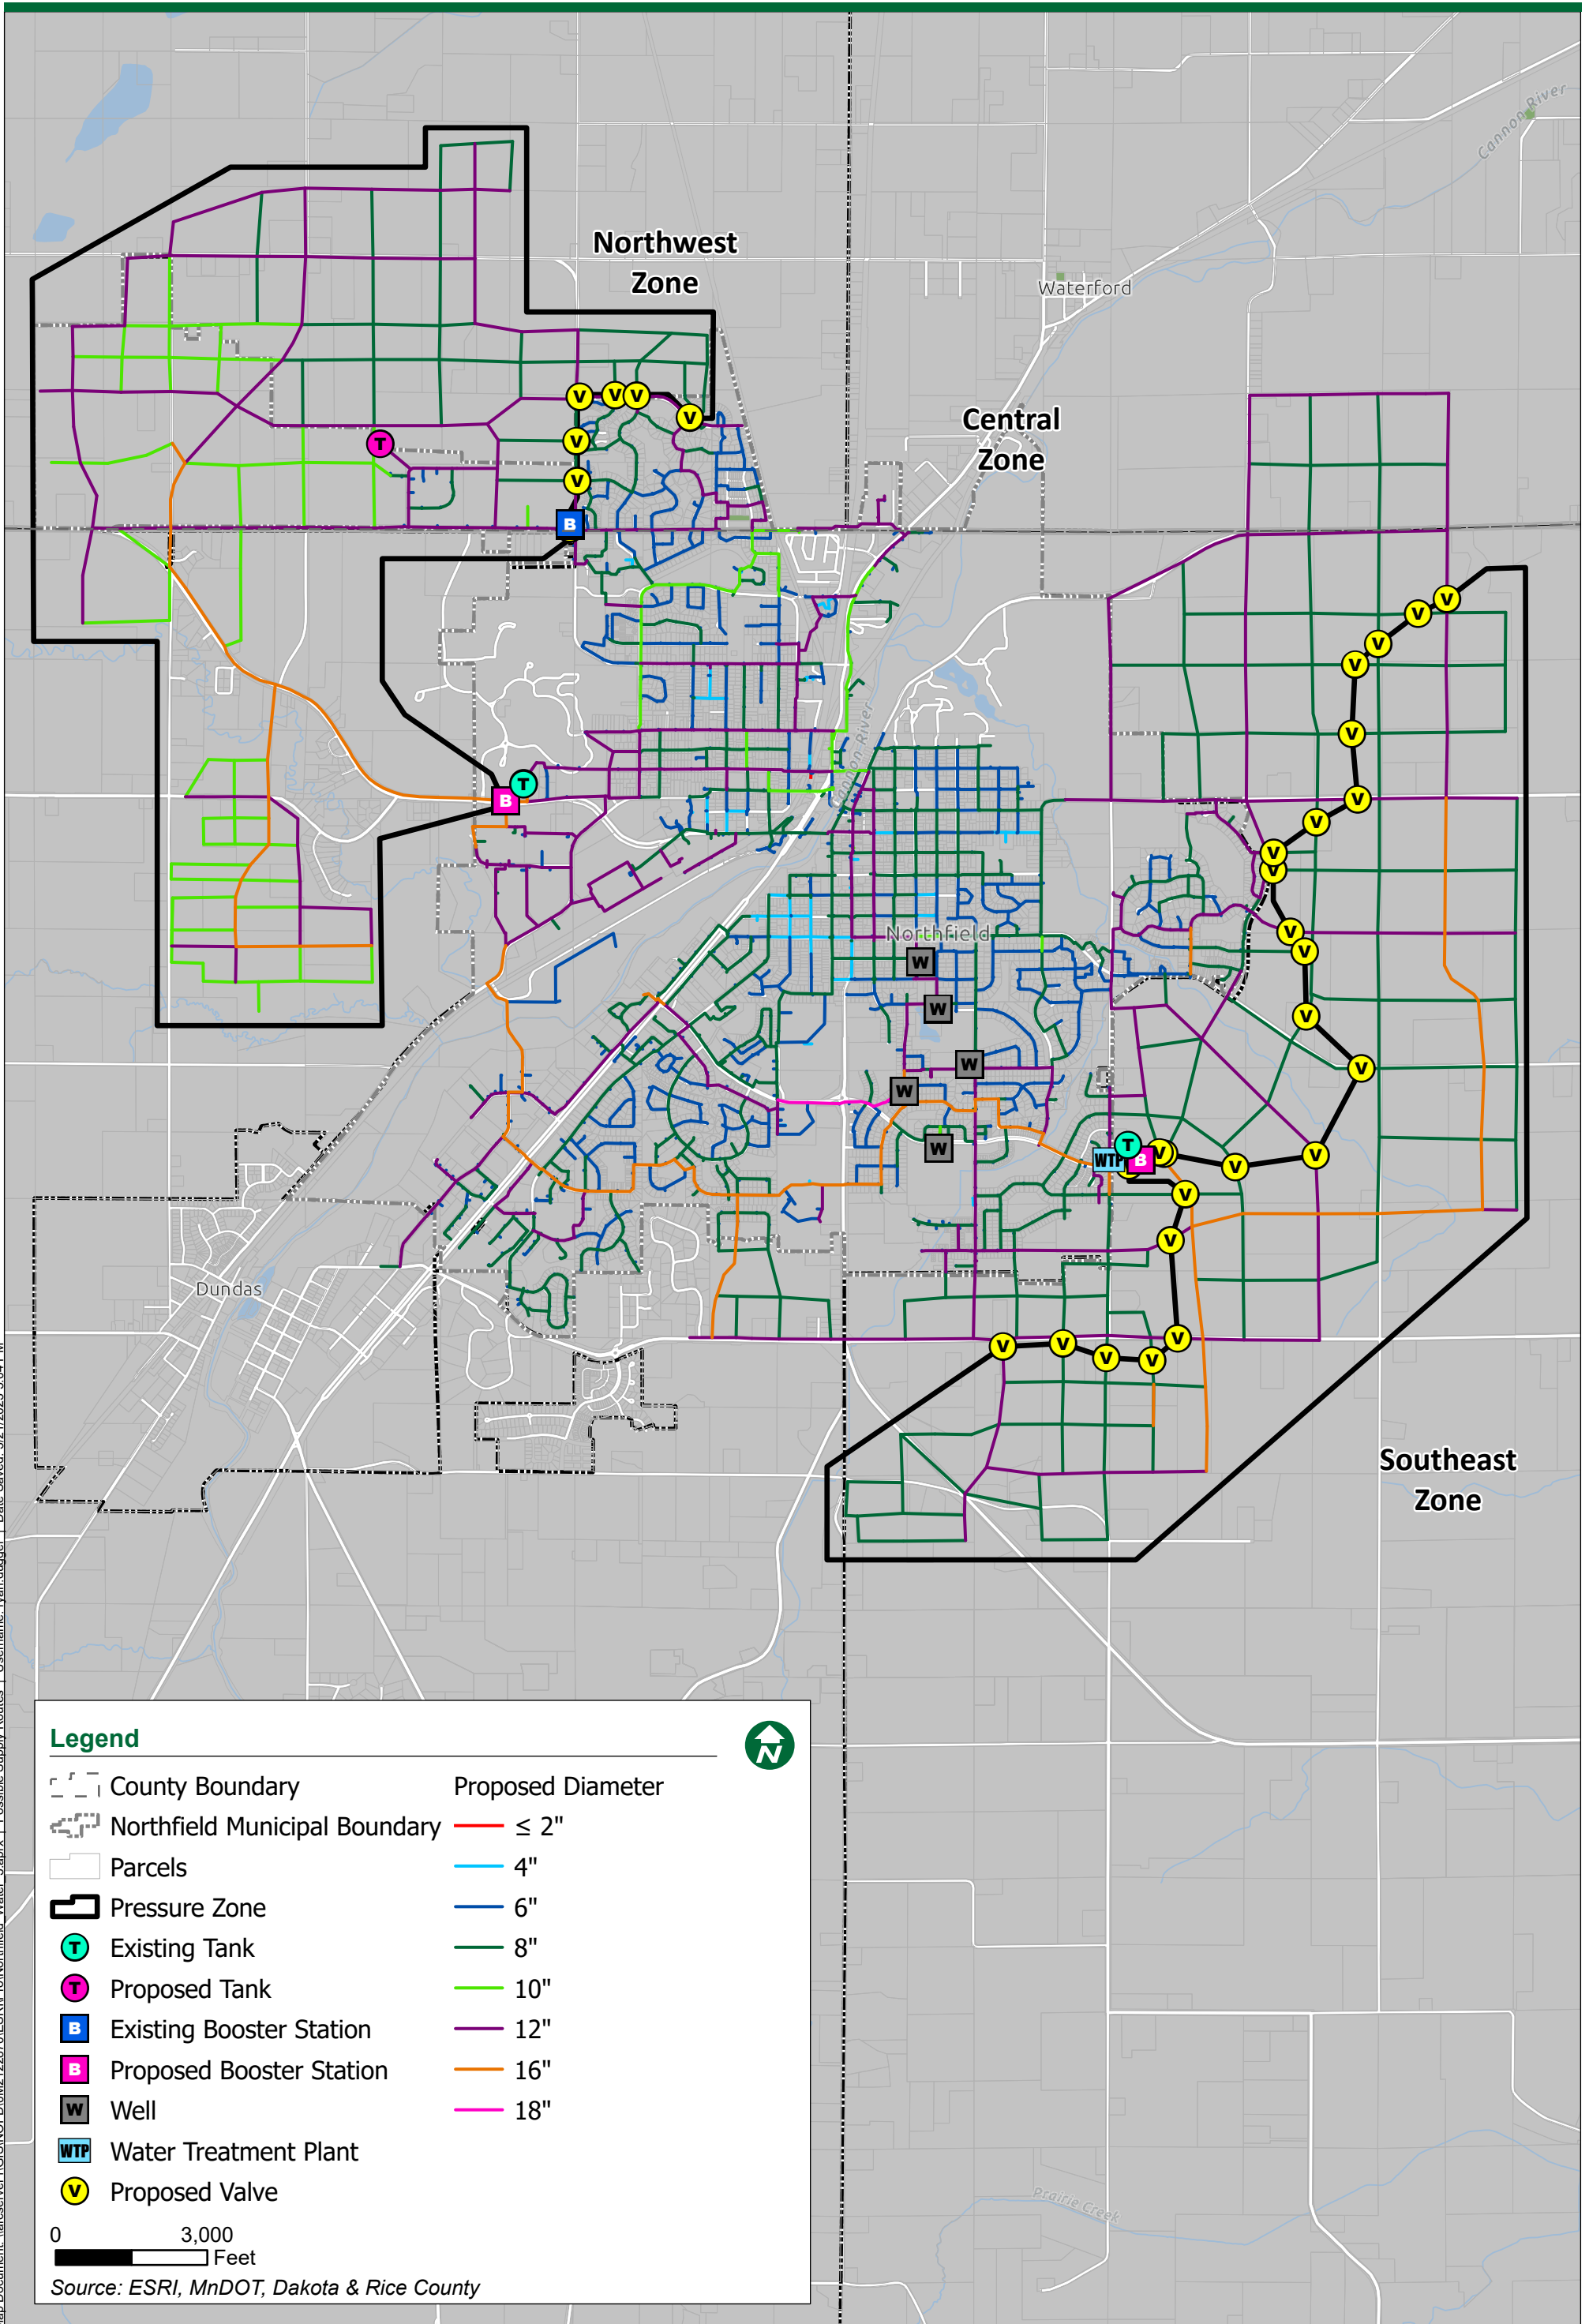 Cannon River
Northwest
Zone
Waterford
Central
Zone
V
V
V
V
T
V
V
B
V
V
V
V
Cannon River
V
T
B
V
V
V
V
Northfield
V
V
W
W
V
W
V
W
T
W
V
V
WTP
B
V
V
V
Dundas
V
V
V
V
V
Southeast
Zone
Legend
N
County Boundary
Northfield Municipal Boundary
Parcels
Pressure Zone
T Existing Tank
T Proposed Tank
B Existing Booster Station
B Proposed Booster Station
W Well
WTP Water Treatment Plant
V Proposed Valve
Proposed Diameter
≤ 2"
4"
6"
8"
10"
12"
16"
18"
0 3,000
Feet
Source: ESRI, MnDOT, Dakota & Rice County
Prairie Creek